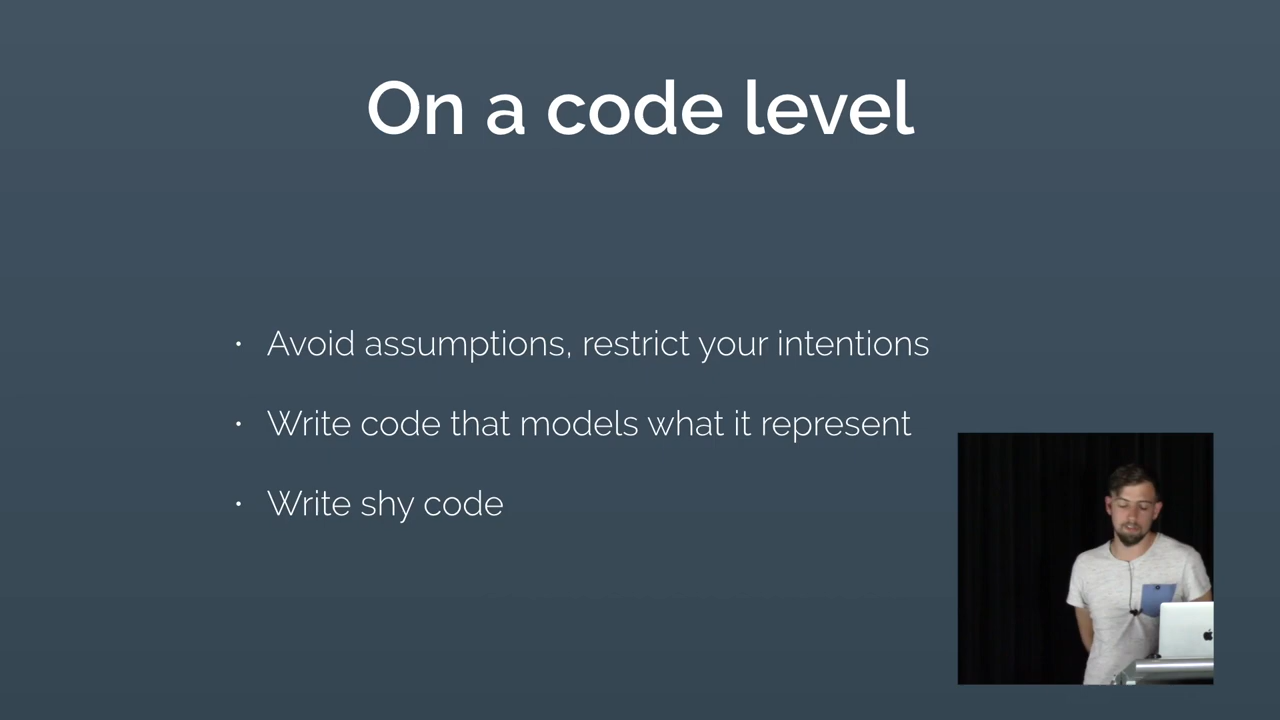 On a code level
• Avoid assumptions, restrict your intentions
• Write code that models what it represent
• Write shy code